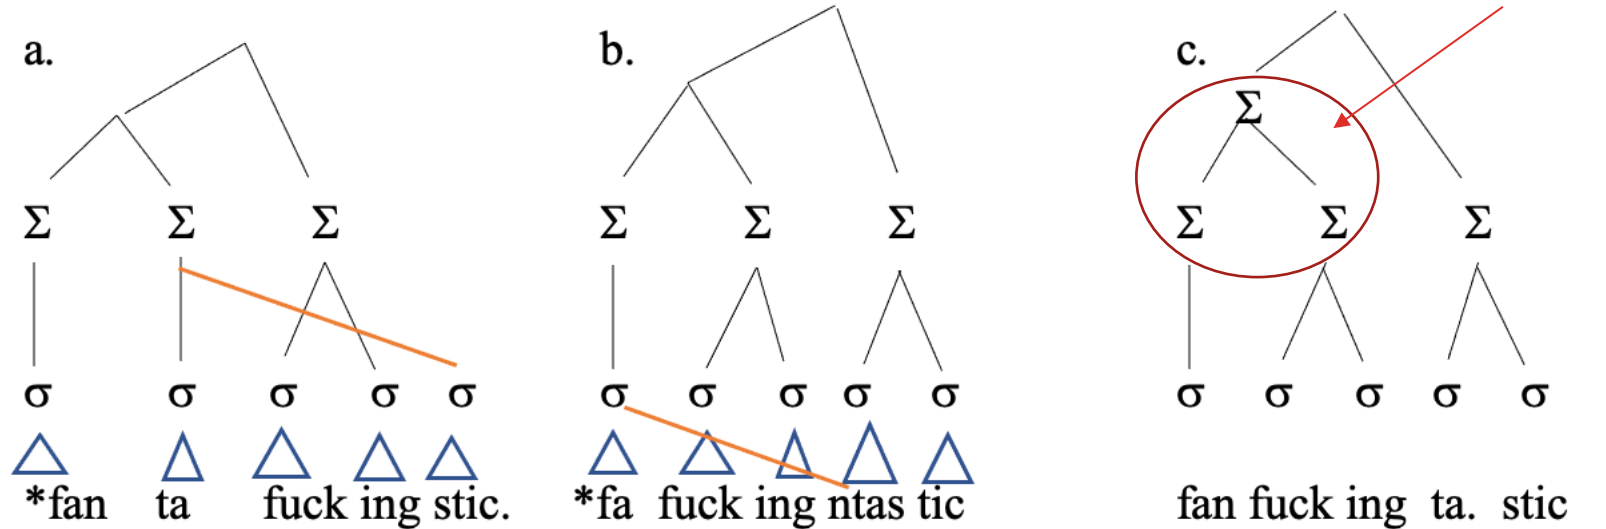 a. b. c.
Σ
Σ Σ Σ Σ Σ Σ Σ Σ Σ
σ σ σ σ σ σ σ σ σ σ σ σ σ σ σ
*fan ta fuck ing stic. *fa fuck ing ntas tic fan fuck ing ta. stic